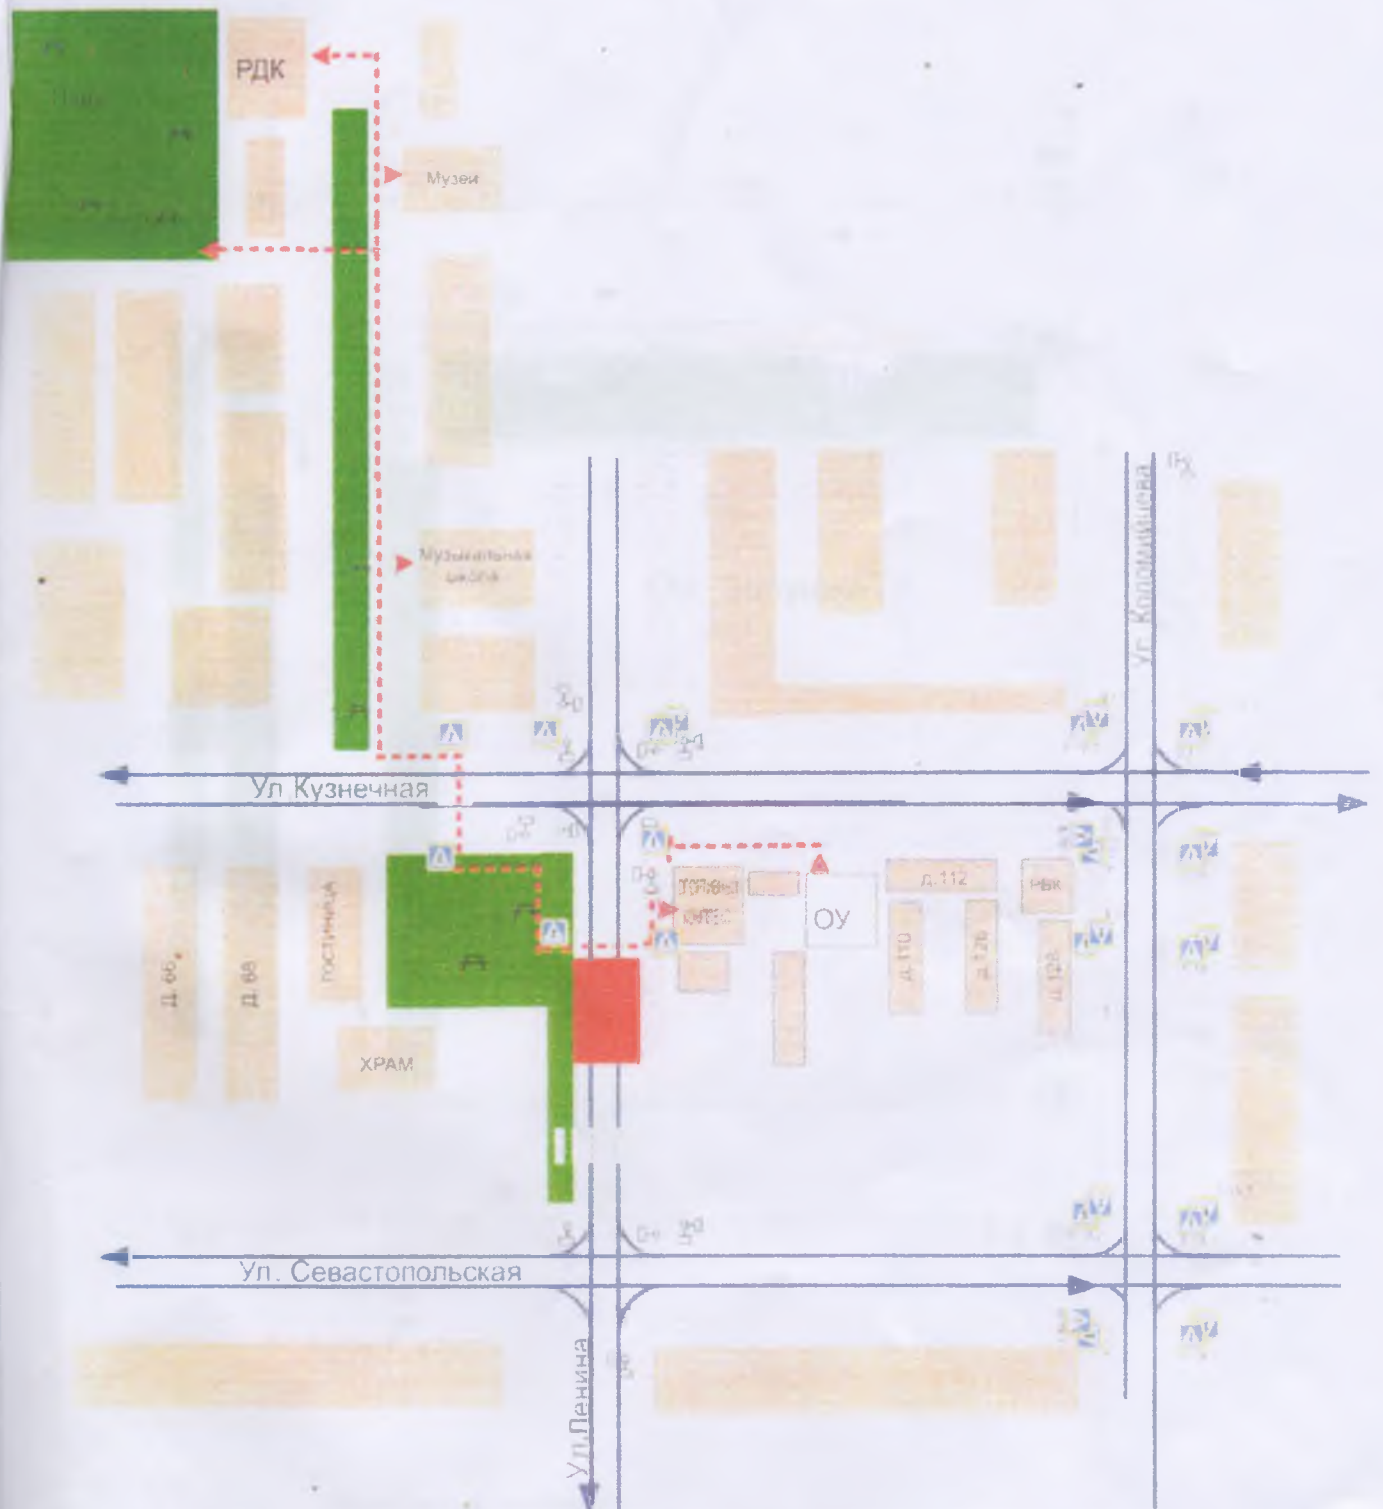 РДК
Музеи
Музыкальная
школа
Ул. Коломийцева
Ул Кузнечная
д.112
РВК
ОУ
д.110
д.126
д.128
Д. 66
Д. 68
гостиница
ХРАМ
Ул. Севастопольская
Ул.Ленина